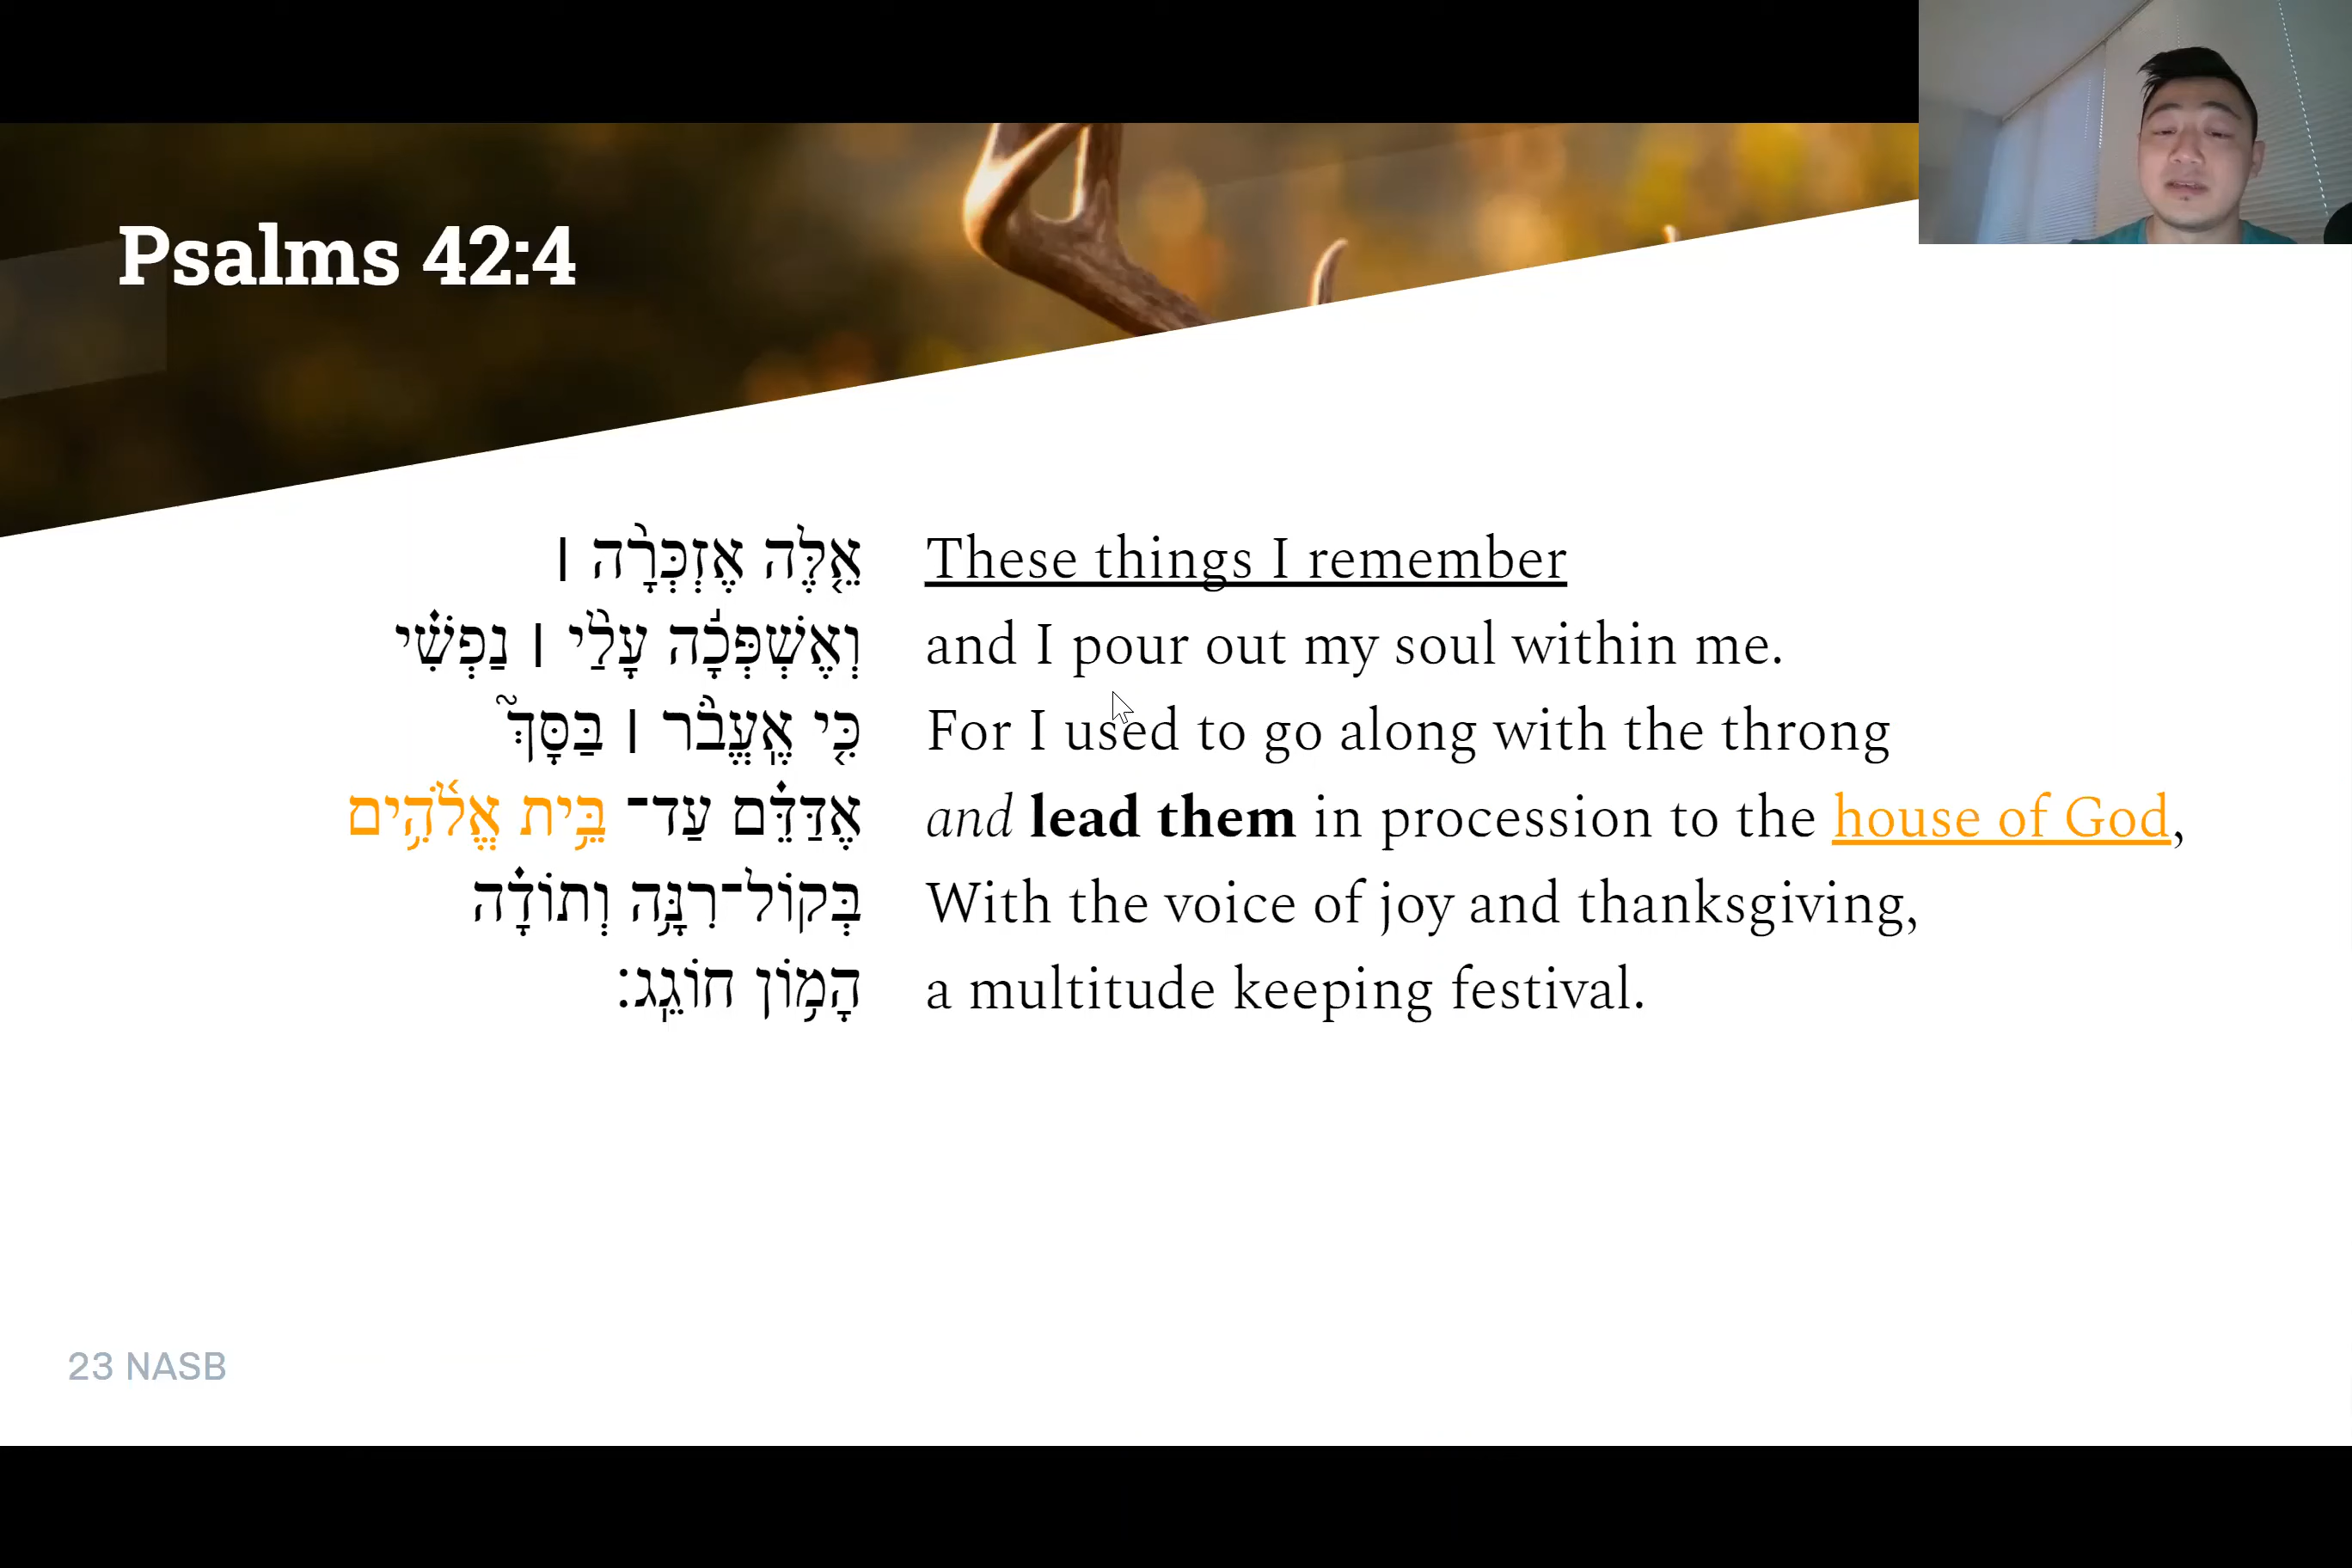 Psalms 42:4
אֵ֤לֶּה אֶזְכְּרָ֨ה ׀ These things I remember
וְאֶשְׁפְּכָ֬ה עָלַ֨י ׀ נַפְשִׁ֗י and I pour out my soul within me.
כִּ֤י אֶֽעֱבֹ֨ר ׀ בַּסָּךְ֮ For I used to go along with the throng
אֶדַּדֵּ֗ם עַד־ בֵּ֥ית אֱלֹ֫הִ֥ים and lead them in procession to the house of God,
בְּקוֹל־רִנָּ֥ה וְתוֹדָ֗ה With the voice of joy and thanksgiving,
הָמ֥וֹן חוֹגֵֽג׃ a multitude keeping festival.
23 NASB